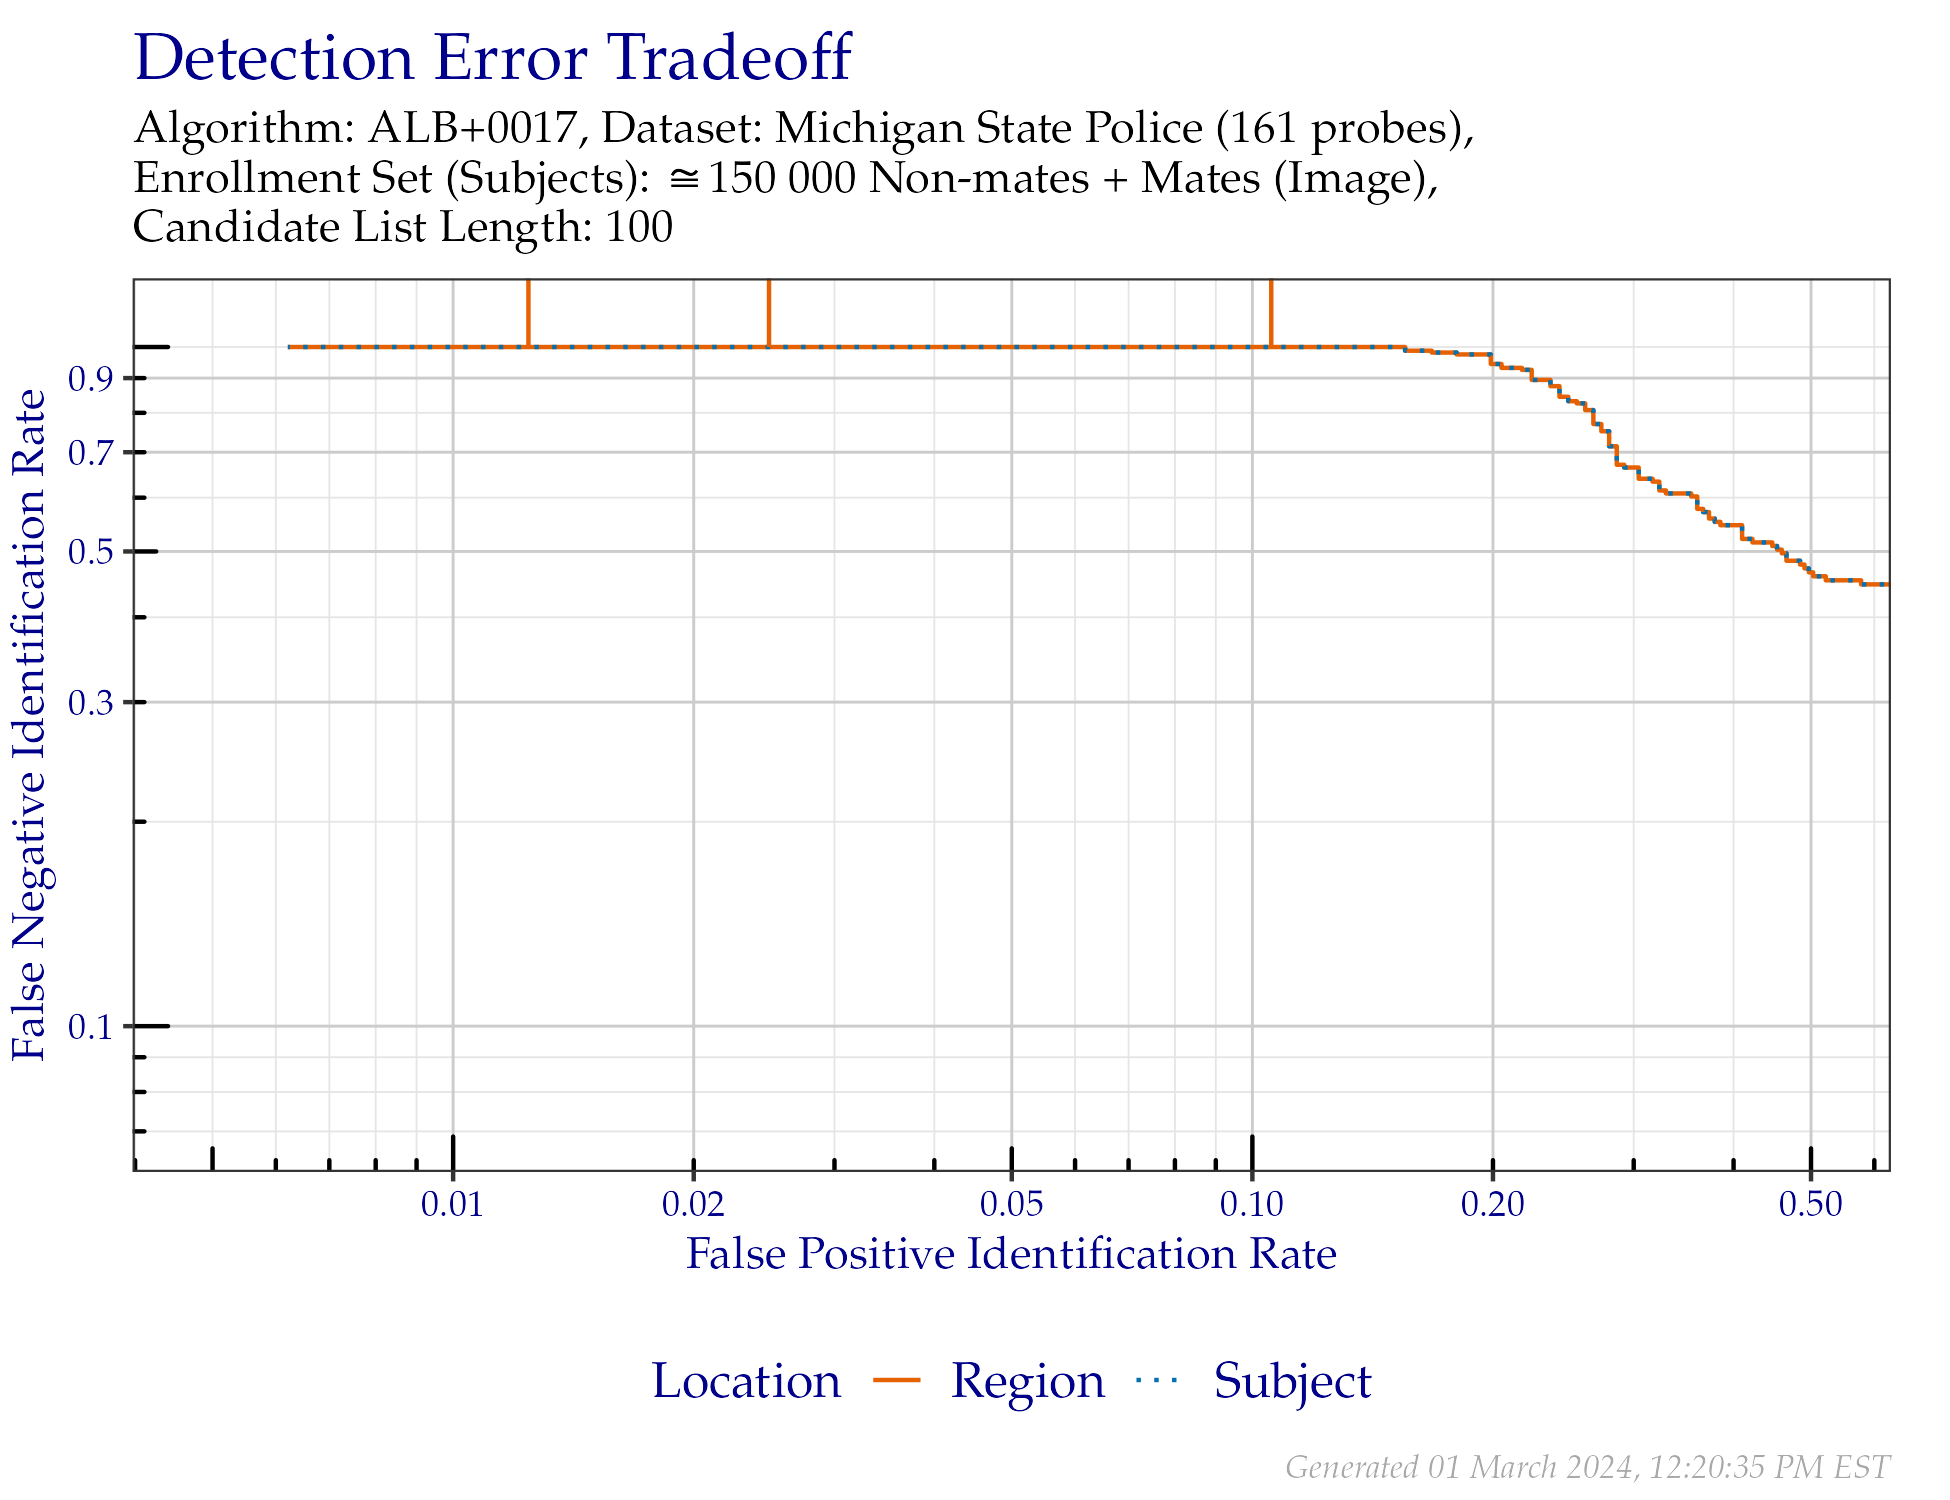 Detection Error Tradeoff
Algorithm: ALB+0017, Dataset: Michigan State Police (161 probes),
Enrollment Set (Subjects): ≅ 150 000 Non-mates + Mates (Image),
Candidate List Length: 100
False Negative Identification Rate
0.9
0.7
0.5
0.3
0.1
0.01 0.02 0.05 0.10 0.20 0.50
False Positive Identification Rate
Location Region Subject
Generated 01 March 2024, 12:20:35 PM EST